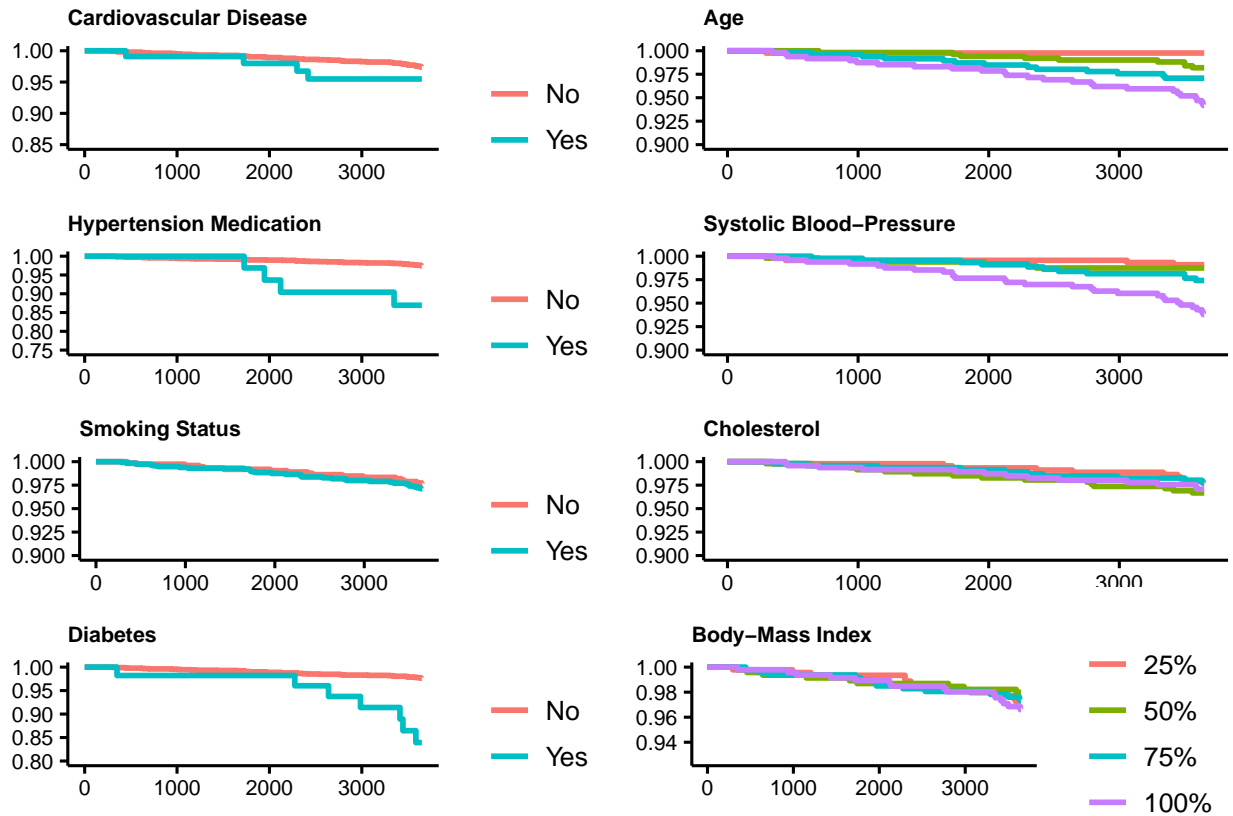 Cardiovascular Disease
1.00
0.95
0.90
0.85
0 1000 2000 3000
No
Yes
Age
1.000
0.975
0.950
0.925
0.900
0 1000 2000 3000
Hypertension Medication
1.00
0.95
0.90
0.85
0.80
0.75
0 1000 2000 3000
No
Yes
Systolic Blood−Pressure
1.000
0.975
0.950
0.925
0.900
0 1000 2000 3000
Smoking Status
1.000
0.975
0.950
0.925
0.900
0 1000 2000 3000
No
Yes
Cholesterol
1.000
0.975
0.950
0.925
0.900
0 1000 2000 3000
Diabetes
1.00
0.95
0.90
0.85
0.80
0 1000 2000 3000
No
Yes
Body−Mass Index
1.00
0.98
0.96
0.94
0 1000 2000 3000
25%
50%
75%
100%